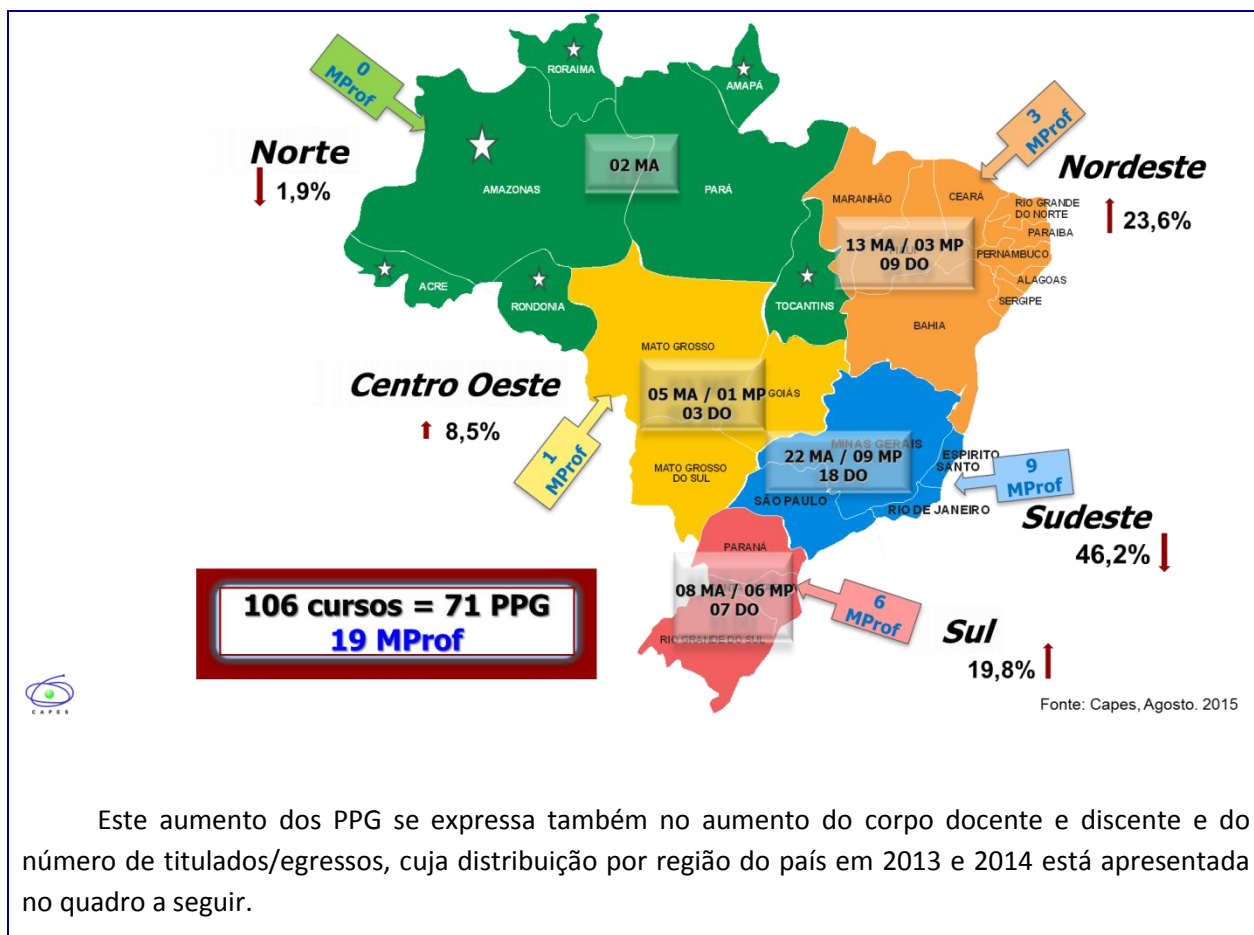 0
MProf
RORAIMA
AMAPÁ
3
MProf
Norte
1,9%
02 MA
AMAZONAS
PARÁ
Nordeste
23,6%
MARANHÃO
CEARÁ
RIO GRANDE
DO NORTE
PARAIBA
PERNAMBUCO
ALAGOAS
SERGIPE
13 MA / 03 MP
09 DO
ACRE
RONDONIA
TOCANTINS
BAHIA
MATO GROSSO
Centro Oeste
8,5%
05 MA / 01 MP
03 DO
GOIÁS
1
MProf
MATO GROSSO
DO SUL
MINAS GERAIS
22 MA / 09 MP
18 DO
ESPIRITO
SANTO
9
MProf
SÃO PAULO
RIO DE JANEIRO
Sudeste
46,2%
PARANÁ
08 MA / 06 MP
07 DO
RIO GRANDE DO SUL
6
MProf
Sul
19,8%
106 cursos = 71 PPG
19 MProf
CAPES
Fonte: Capes, Agosto. 2015
Este aumento dos PPG se expressa também no aumento do corpo docente e discente e do
número de titulados/egressos, cuja distribuição por região do país em 2013 e 2014 está apresentada
no quadro a seguir.